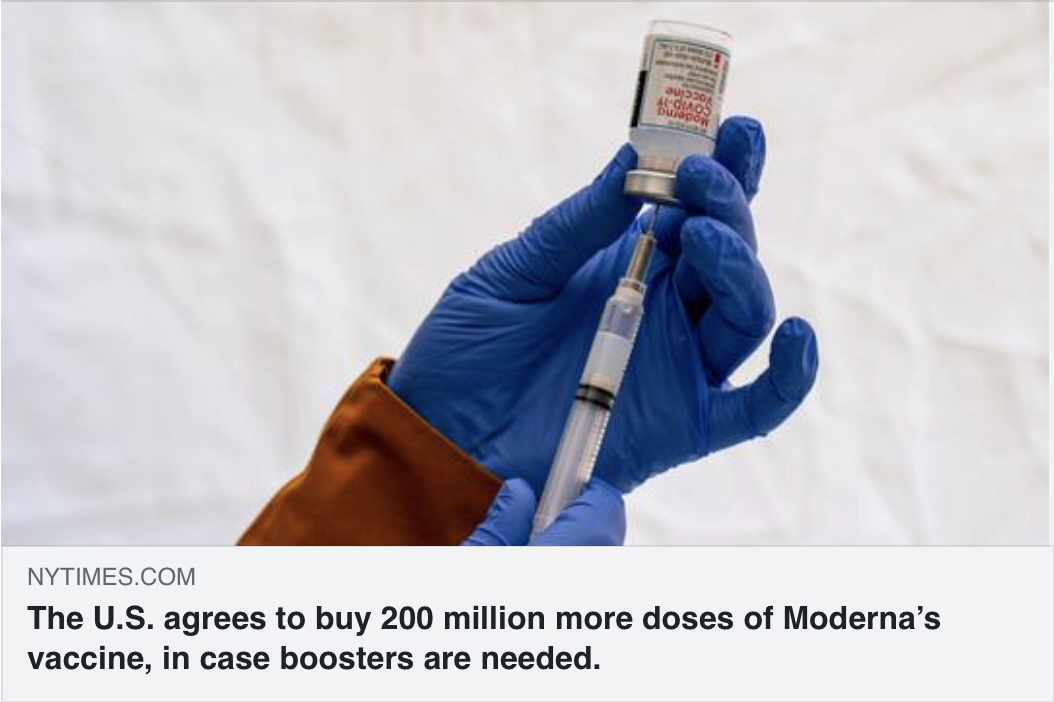 Moderna
COVID-19
Vaccine
NYTIMES.COM
The U.S. agrees to buy 200 million more doses of Moderna’s
vaccine, in case boosters are needed.